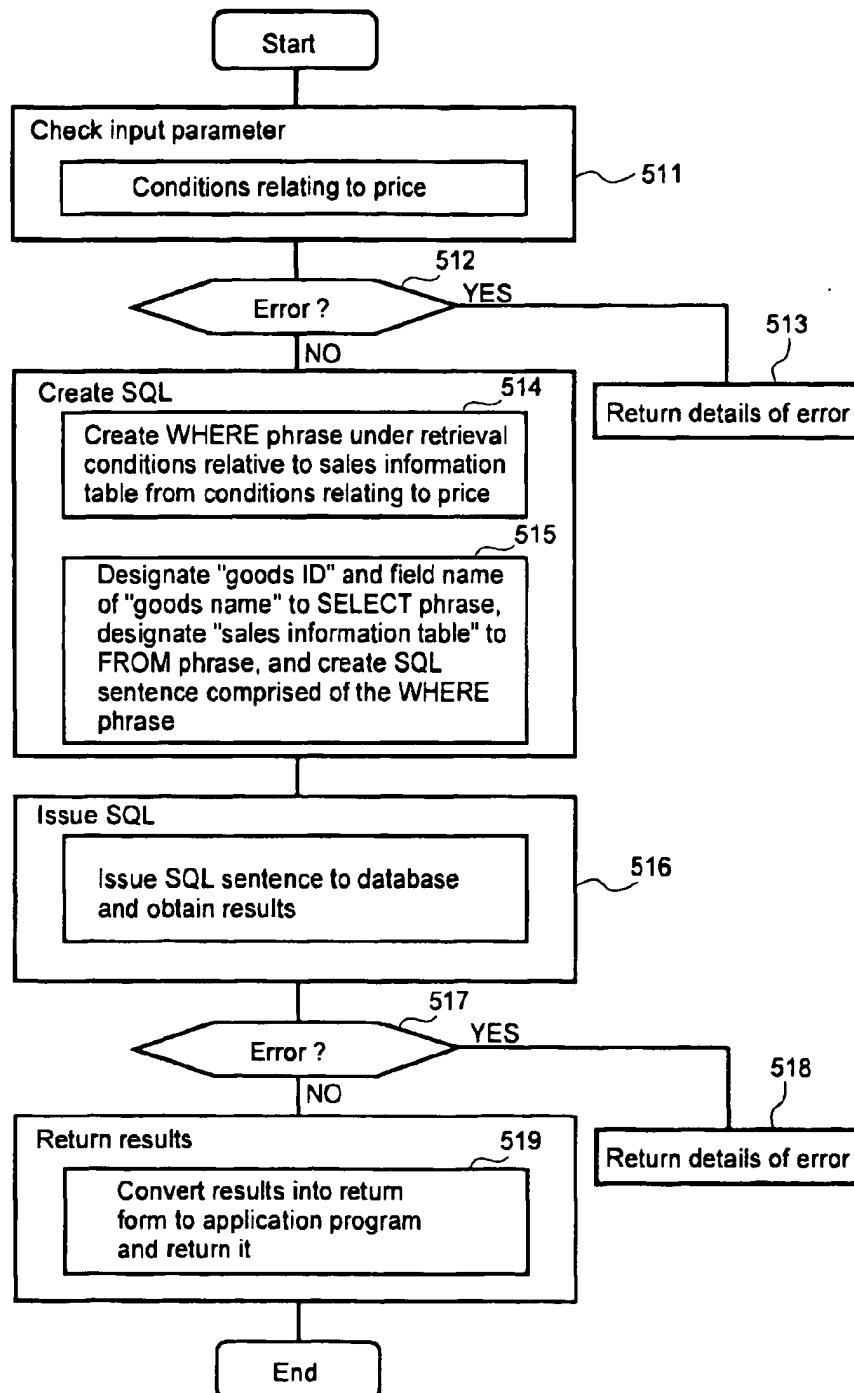 Start
Check input parameter
Conditions relating to price
511
512
Error ?
YES
NO
513
Return details of error
Create SQL
514
Create WHERE phrase under retrieval
conditions relative to sales information
table from conditions relating to price
515
Designate "goods ID" and field name
of "goods name" to SELECT phrase,
designate "sales information table" to
FROM phrase, and create SQL
sentence comprised of the WHERE
phrase
Issue SQL
Issue SQL sentence to database
and obtain results
516
517
Error ?
YES
NO
518
Return details of error
Return results
519
Convert results into return
form to application program
and return it
End